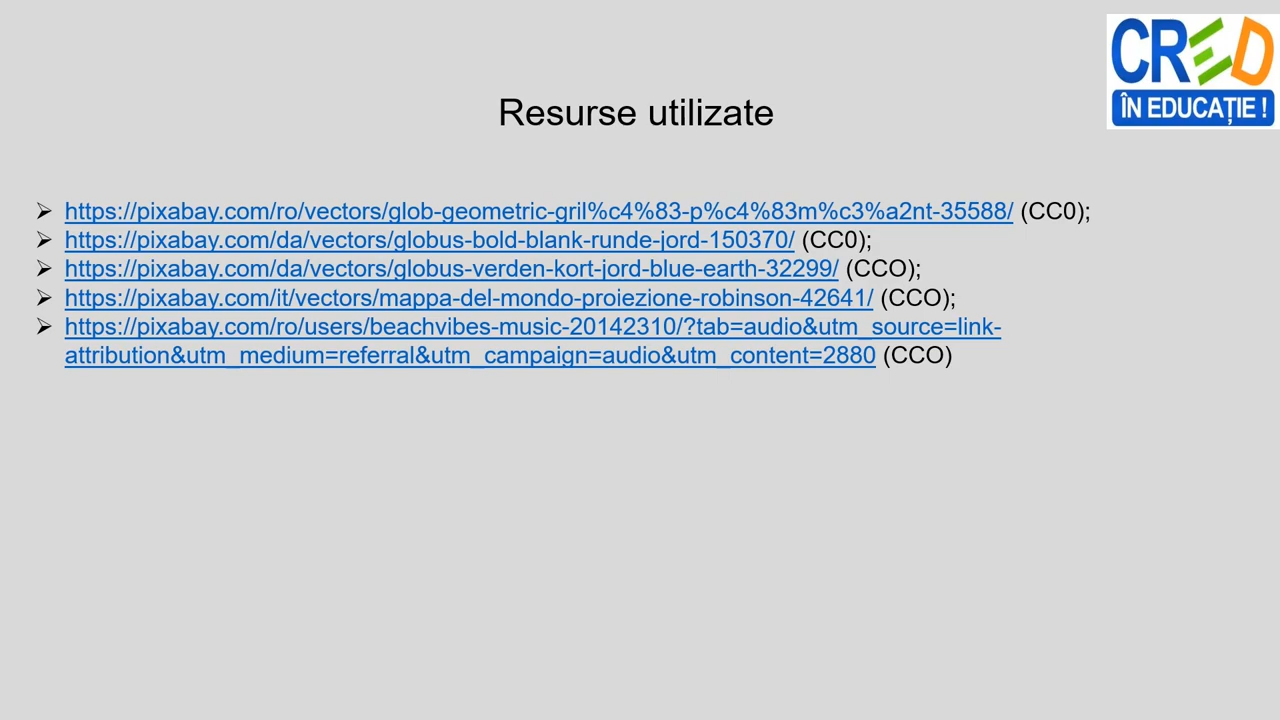 CRED
ÎN EDUCAȚIE !
Resurse utilizate
➢ https://pixabay.com/ro/vectors/glob-geometric-gril%c4%83-p%c4%83m%c3%a2nt-35588/ (CC0);
➢ https://pixabay.com/da/vectors/globus-bold-blank-runde-jord-150370/ (CC0);
➢ https://pixabay.com/da/vectors/globus-verden-kort-jord-blue-earth-32299/ (CCO);
➢ https://pixabay.com/it/vectors/mappa-del-mondo-proiezione-robinson-42641/ (CCO);
➢ https://pixabay.com/ro/users/beachvibes-music-20142310/?tab=audio&utm_source=link-
attribution&utm_medium=referral&utm_campaign=audio&utm_content=2880 (CCO)